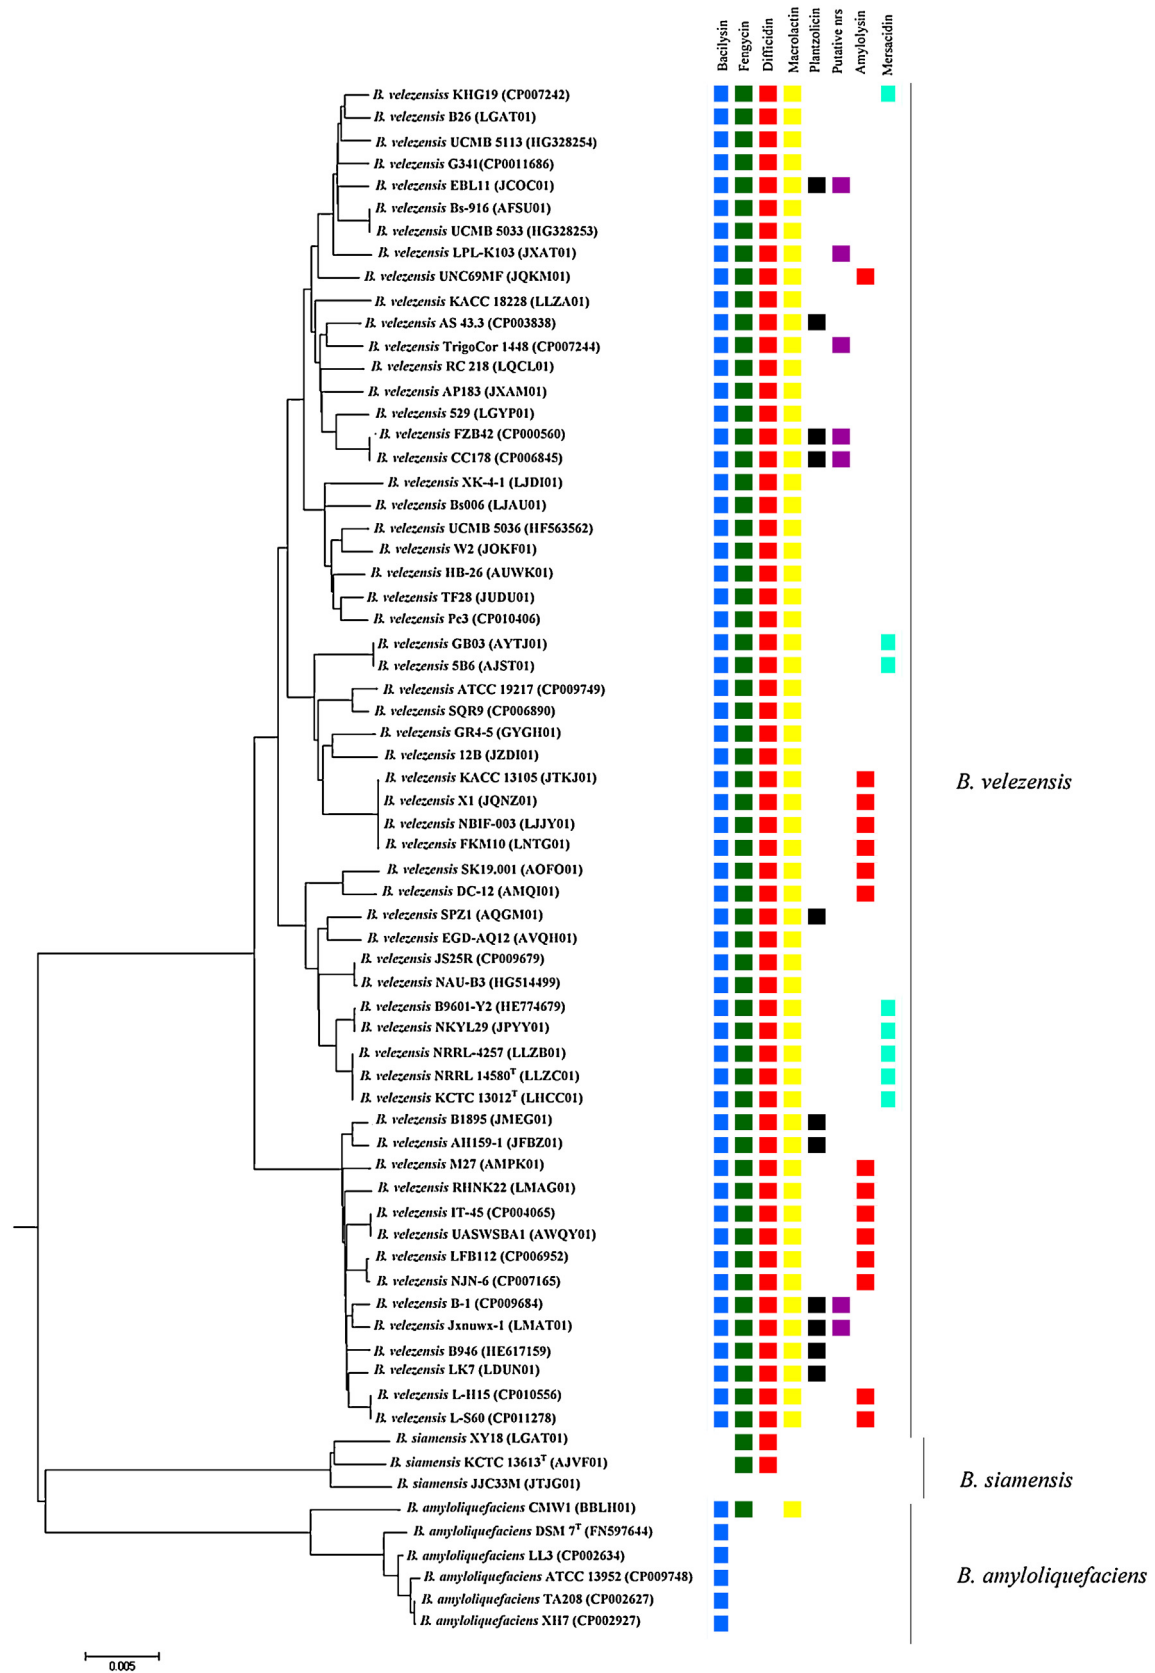 Bacilysin
Fengycin
Difficidin
Macrolactin
Plantzolicin
Putative nrs
Amylolysin
Mersacidin
B. velezensiss KHG19 (CP007242)
B. velezensis B26 (LGAT01)
B. velezensis UCMB 5113 (HG328254)
B. velezensis G341(CP0011686)
B. velezensis EBL11 (JCOC01)
B. velezensis Bs-916 (AFSU01)
B. velezensis UCMB 5033 (HG328253)
B. velezensis LPL-K103 (JXAT01)
B. velezensis UNC69MF (JQKM01)
B. velezensis KACC 18228 (LLZA01)
B. velezensis AS 43.3 (CP003838)
B. velezensis TrigoCor 1448 (CP007244)
B. velezensis RC 218 (LQCL01)
B. velezensis AP183 (JXAM01)
B. velezensis 529 (LGYP01)
B. velezensis FZB42 (CP000560)
B. velezensis CC178 (CP006845)
B. velezensis XK-4-1 (LJDI01)
B. velezensis Bs006 (LJAU01)
B. velezensis UCMB 5036 (HF563562)
B. velezensis W2 (JOKF01)
B. velezensis HB-26 (AUWK01)
B. velezensis TF28 (JUDU01)
B. velezensis Pc3 (CP010406)
B. velezensis GB03 (AYTJ01)
B. velezensis 5B6 (AJST01)
B. velezensis ATCC 19217 (CP009749)
B. velezensis SQR9 (CP006890)
B. velezensis GR4-5 (GYGH01)
B. velezensis 12B (JZDI01)
B. velezensis KACC 13105 (JTKJ01)
B. velezensis X1 (JQNZ01)
B. velezensis
B. velezensis NBIF-003 (LJJY01)
B. velezensis FKM10 (LNTG01)
B. velezensis SK19.001 (AOFO01)
B. velezensis DC-12 (AMQI01)
B. velezensis SPZ1 (AQGM01)
B. velezensis EGD-AQ12 (AVQH01)
B. velezensis JS25R (CP009679)
B. velezensis NAU-B3 (HG514499)
B. velezensis B9601-Y2 (HE774679)
B. velezensis NKYL29 (JPYY01)
B. velezensis NRRL-4257 (LLZB01)
B. velezensis NRRL 14580T (LLZC01)
B. velezensis KCTC 13012T (LHCC01)
B. velezensis B1895 (JMEG01)
B. velezensis AH159-1 (JFBZ01)
B. velezensis M27 (AMPK01)
B. velezensis RHNK22 (LMAG01)
B. velezensis IT-45 (CP004065)
B. velezensis UASWSBA1 (AWQY01)
B. velezensis LFB112 (CP006952)
B. velezensis NJN-6 (CP007165)
B. velezensis B-1 (CP009684)
B. velezensis Jxnuwx-1 (LMAT01)
B. velezensis B946 (HE617159)
B. velezensis LK7 (LDUN01)
B. velezensis L-H15 (CP010556)
B. velezensis L-S60 (CP011278)
B. siamensis XY18 (LGAT01)
B. siamensis KCTC 13613T (AJVF01)
B. siamensis JJC33M (JTJG01)
B. siamensis
B. amyloliquefaciens CMW1 (BBLH01)
B. amyloliquefaciens DSM 7T (FN597644)
B. amyloliquefaciens LL3 (CP002634)
B. amyloliquefaciens ATCC 13952 (CP009748)
B. amyloliquefaciens
B. amyloliquefaciens TA208 (CP002627)
B. amyloliquefaciens XH7 (CP002927)
0.005